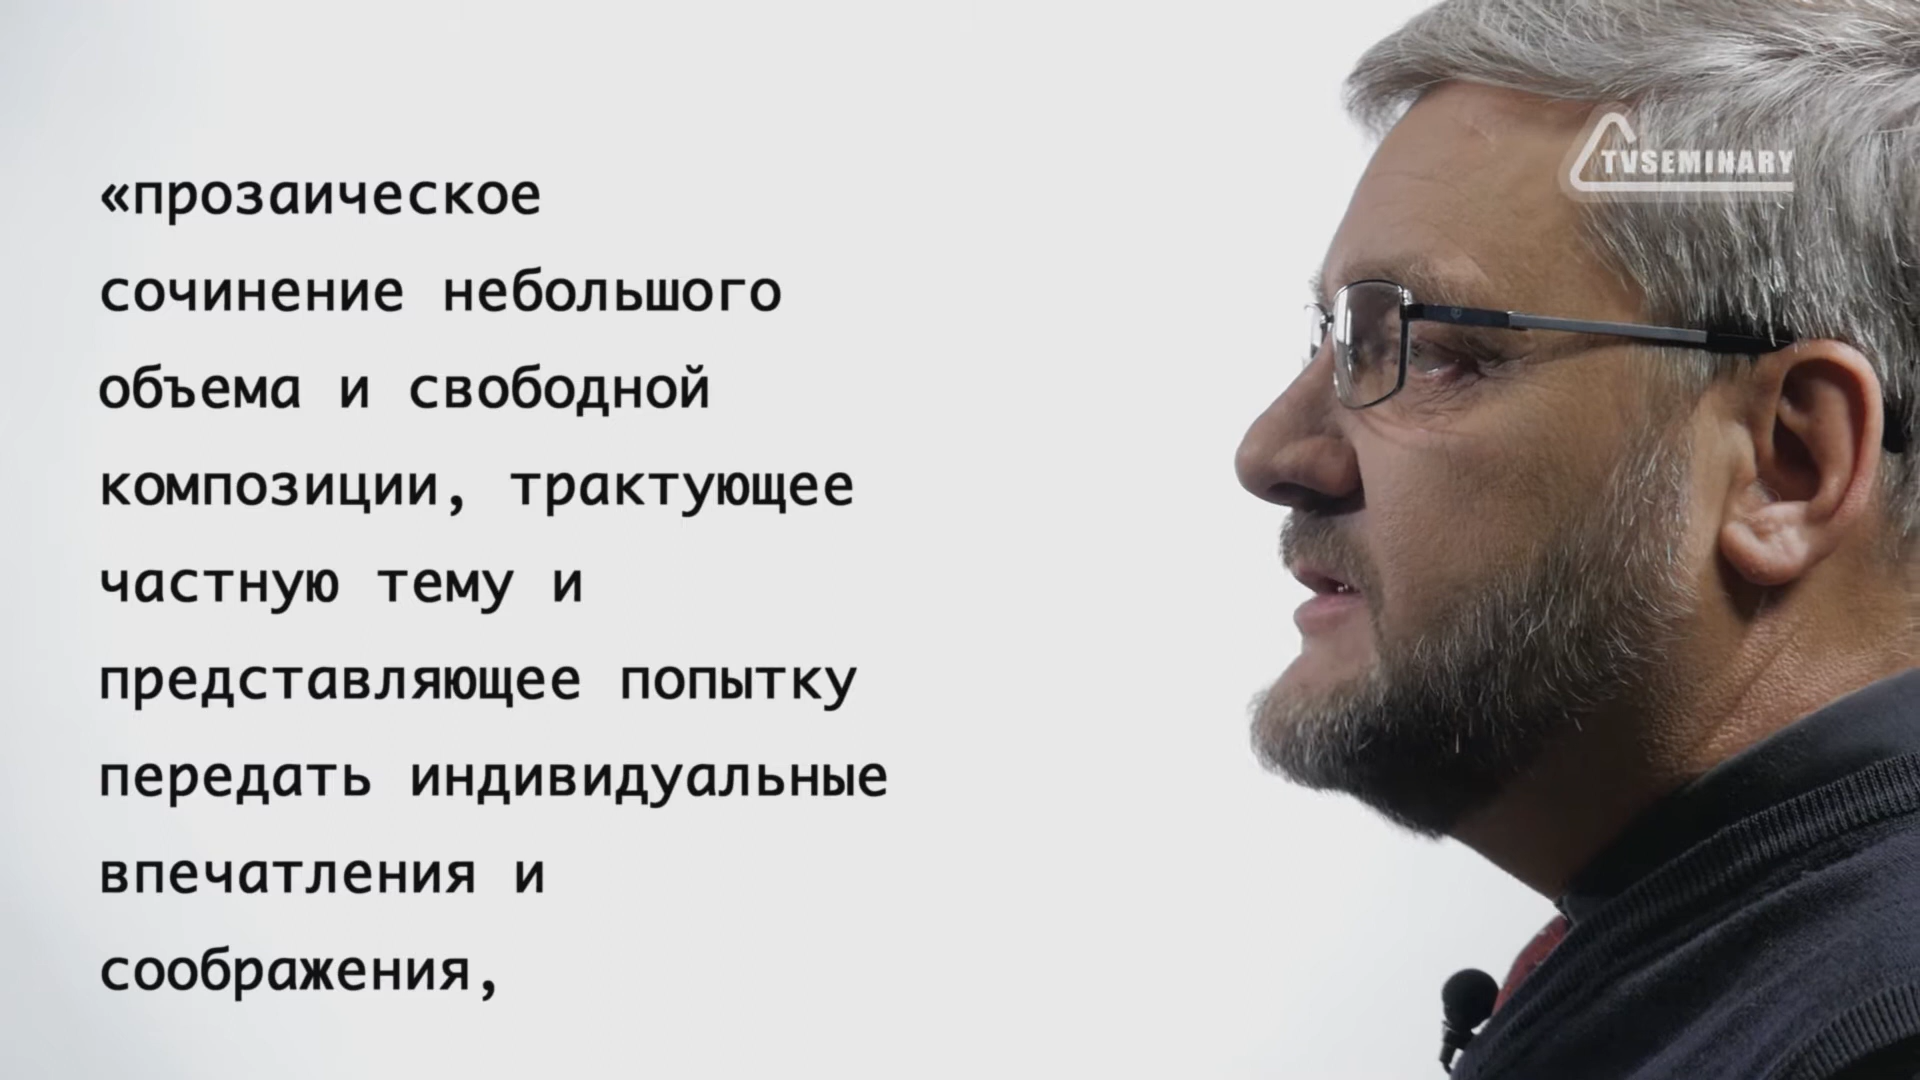 «прозаическое
сочинение небольшого
объема и свободной
композиции, трактующее
частную тему и
представляющее попытку
передать индивидуальные
впечатления и
соображения,
TVSEMINARY